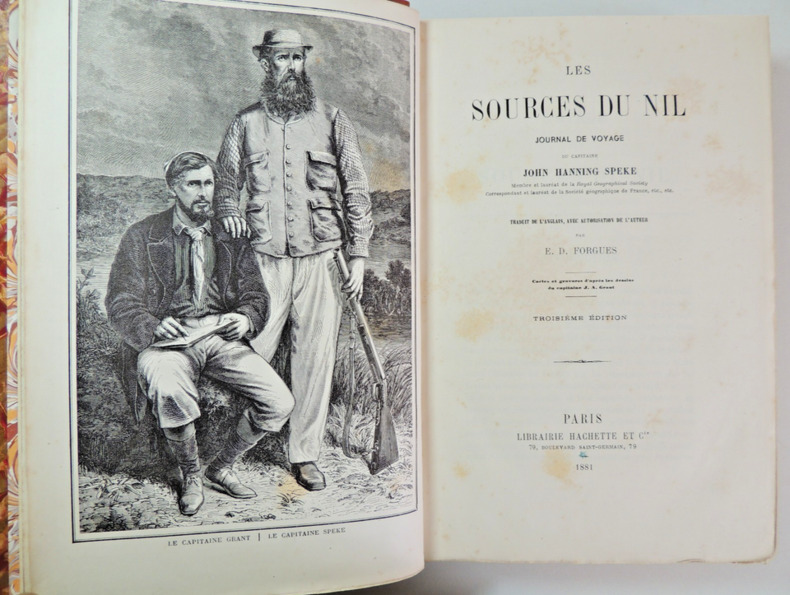 LE CAPITAINE GRANT | LE CAPITAINE SPEKE
LES
SOURCES DU NIL
JOURNAL DE VOYAGE
DU CAPITAINE
JOHN HANNING SPEKE
Membre et lauréat de la Royal Geographical Society
Correspondant et lauréat de la Société géographique de France, etc., etc.
TRADUIT DE L'ANGLAIS, AVEC AUTORISATION DE L'AUTEUR
PAR
E. D. FORGUES
Cartes et gravures d'après les dessins
du capitaine J. A. Grant
TROISIÈME ÉDITION
PARIS
LIBRAIRIE HACHETTE ET Cie
79, BOULEVARD SAINT-GERMAIN, 79
1881